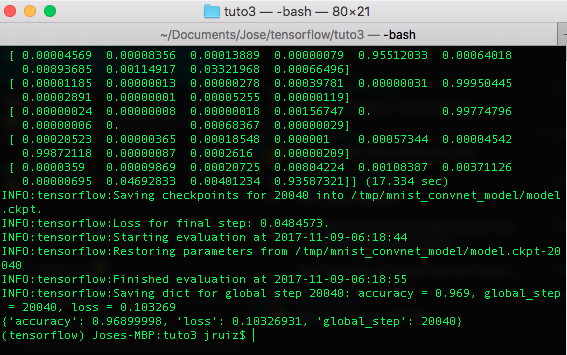 tuto3 — -bash — 80×21
~/Documents/Jose/tensorflow/tuto3 — -bash
[ 0.00004569 0.00008356 0.00013889 0.00000079 0.95512033 0.00064018
0.00893685 0.00114917 0.03321968 0.00066496]
[ 0.00001185 0.00000013 0.00000278 0.00039781 0.00000031 0.99950445
0.00002891 0.00000001 0.00005255 0.00000119]
[ 0.00000024 0.00000008 0.00000018 0.00156747 0. 0.99774796
0.00000006 0. 0.00068367 0.00000029]
[ 0.00020523 0.00000365 0.00018548 0.000001 0.00057344 0.00004542
0.99872118 0.00000087 0.0002616 0.00000209]
[ 0.0000359 0.00009869 0.00020725 0.00804224 0.00108387 0.00371126
0.00000695 0.04692833 0.00401234 0.93587321]] (17.334 sec)
INFO:tensorflow:Saving checkpoints for 20040 into /tmp/mnist_convnet_model/model
.ckpt.
INFO:tensorflow:Loss for final step: 0.0484573.
INFO:tensorflow:Starting evaluation at 2017-11-09-06:18:44
INFO:tensorflow:Restoring parameters from /tmp/mnist_convnet_model/model.ckpt-20
040
INFO:tensorflow:Finished evaluation at 2017-11-09-06:18:55
INFO:tensorflow:Saving dict for global step 20040: accuracy = 0.969, global_step
= 20040, loss = 0.103269
{'accuracy': 0.96899998, 'loss': 0.10326931, 'global_step': 20040}
(tensorflow) Joses-MBP:tuto3 jruiz$